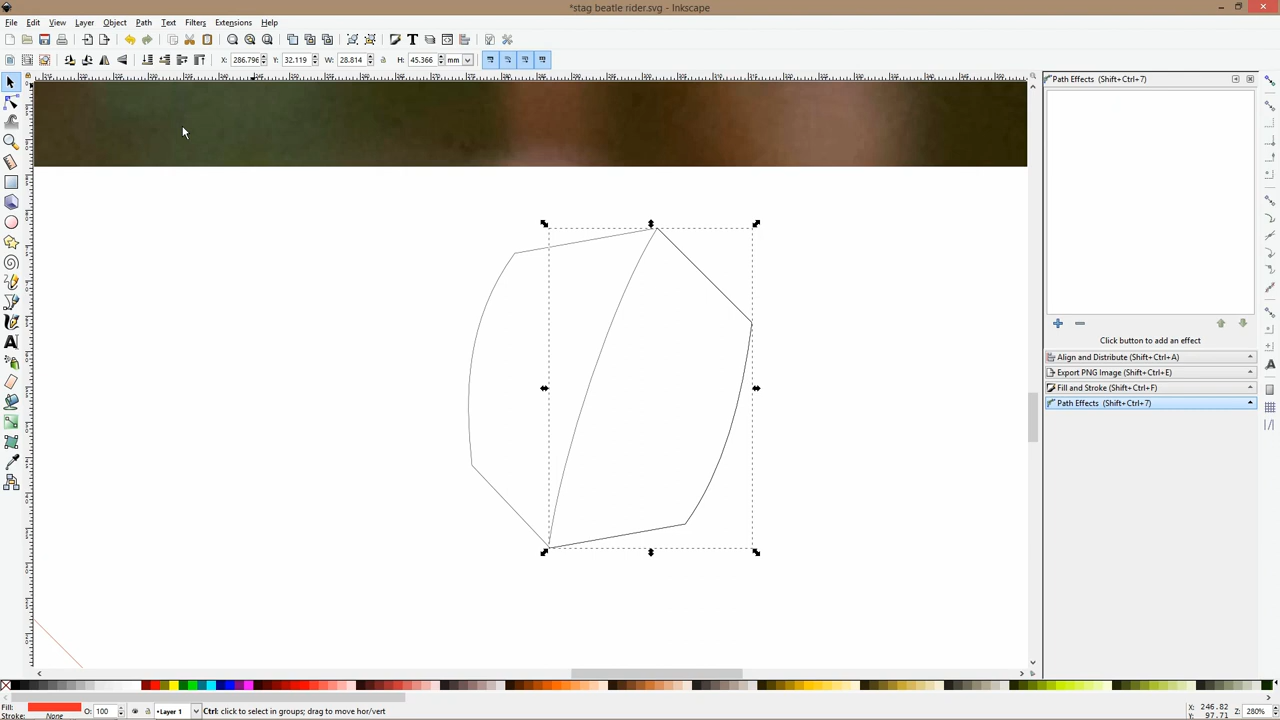 *stag beatle rider.svg - Inkscape
File Edit View Layer Object Path Text Filters Extensions Help
X: 286.796 Y: 32.119 W: 28.814 H: 45.366 mm
Path Effects (Shift+Ctrl+7)
Click button to add an effect
Align and Distribute (Shift+Ctrl+A)
Export PNG Image (Shift+Ctrl+E)
Fill and Stroke (Shift+Ctrl+F)
Path Effects (Shift+Ctrl+7)
Fill:
Stroke: None
O: 100
Layer 1
Ctrl: click to select in groups; drag to move hor/vert
X: 246.82
Y: 97.71
Z: 280%